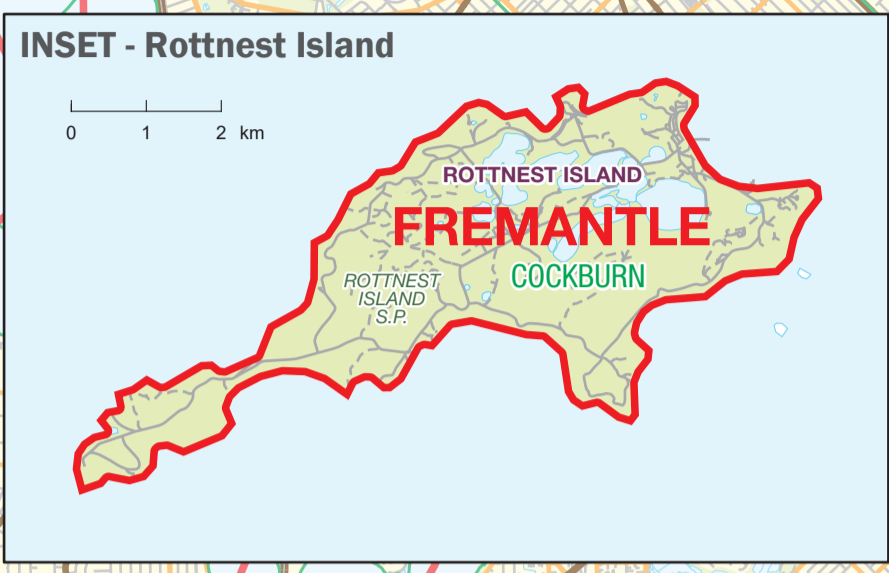 INSET - Rottnest Island
0 1 2 km
ROTTNEST ISLAND
FREMANTLE
COCKBURN
ROTTNEST
ISLAND
S.P.